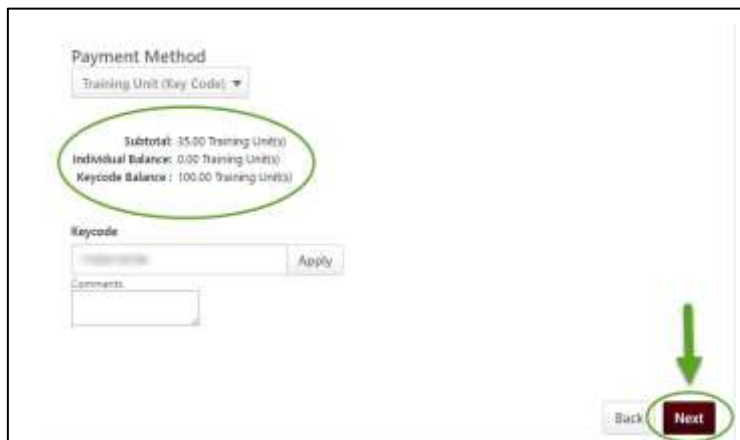 Payment Method
Training Unit (Key Code)
Subtotal: 35.00 Training Unit(s)
Individual Balance: 0.00 Training Unit(s)
Keycode Balance : 100.00 Training Unit(s)
Keycode
Apply
Comments
Back Next